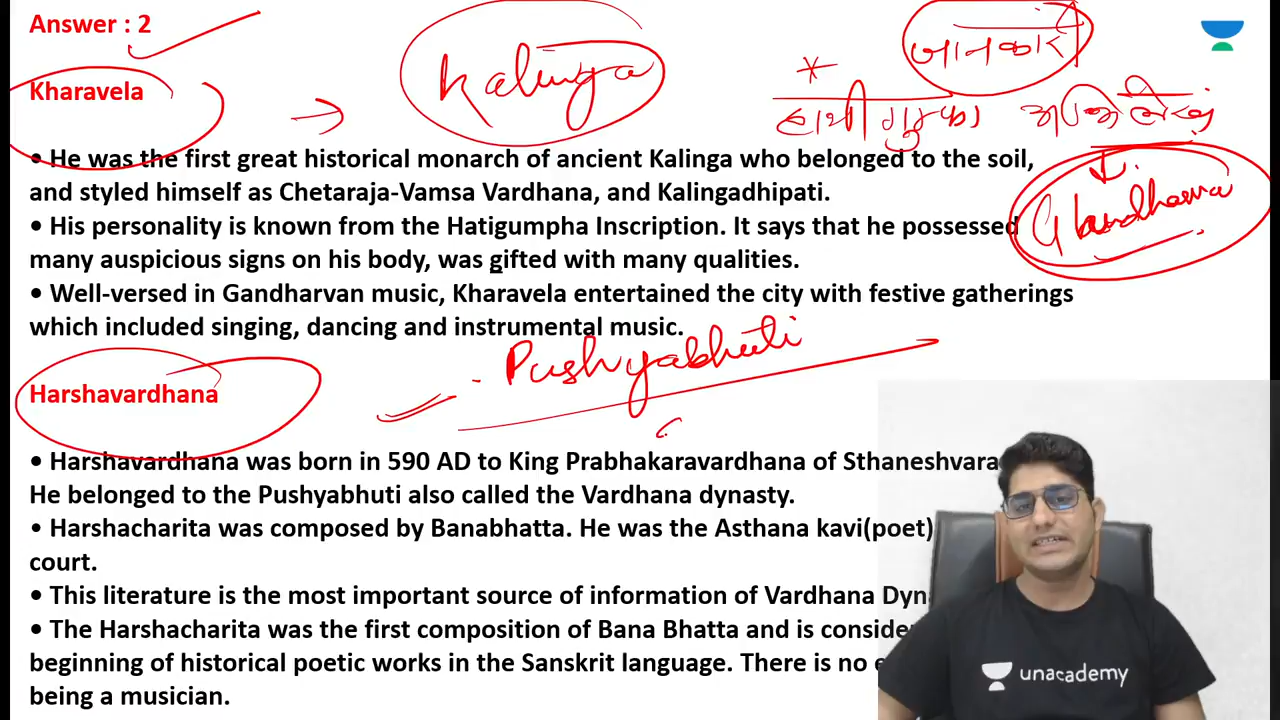 Answer : 2
Kharavela
Kalinga
जानकारी
हाथी गुम्फा अभिलेख
• He was the first great historical monarch of ancient Kalinga who belonged to the soil,
and styled himself as Chetaraja-Vamsa Vardhana, and Kalingadhipati.
Gandharva
• His personality is known from the Hatigumpha Inscription. It says that he possessed
many auspicious signs on his body, was gifted with many qualities.
• Well-versed in Gandharvan music, Kharavela entertained the city with festive gatherings
which included singing, dancing and instrumental music.
Pushyabhuti
Harshavardhana
• Harshavardhana was born in 590 AD to King Prabhakaravardhana of Sthaneshvara
He belonged to the Pushyabhuti also called the Vardhana dynasty.
• Harshacharita was composed by Banabhatta. He was the Asthana kavi(poet)
court.
• This literature is the most important source of information of Vardhana Dyn
• The Harshacharita was the first composition of Bana Bhatta and is conside
beginning of historical poetic works in the Sanskrit language. There is no e
being a musician.
unacademy